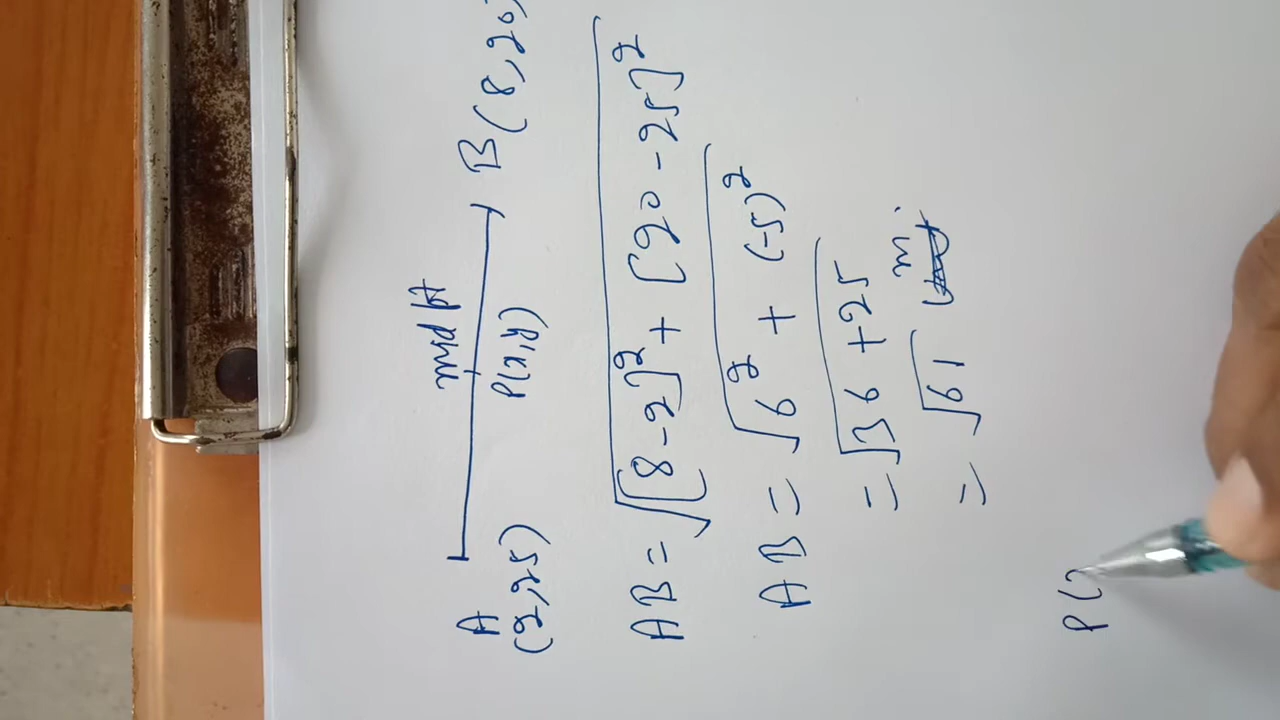 Mid pt
A B (8, 20
(2, 25) P(x, y)
AB = √[8 - 2]² + [20 - 25]²
AB = √6² + (-5)²
= √36 + 25
= √61 m.
P(